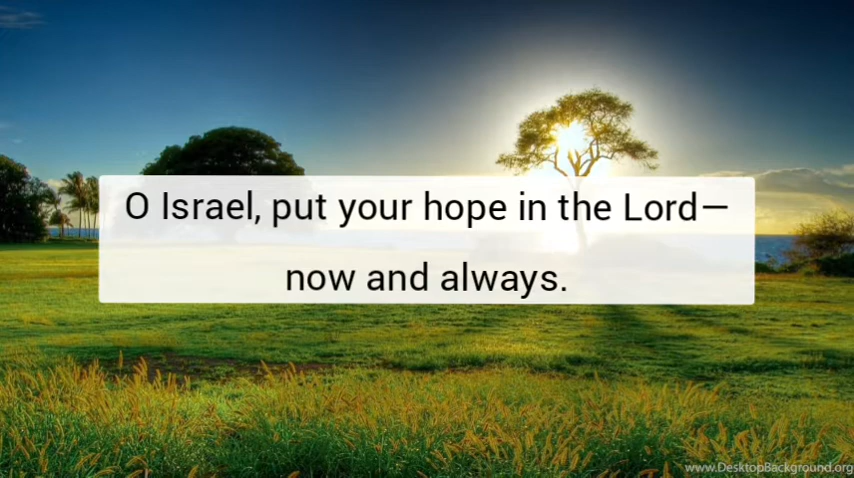 O Israel, put your hope in the Lord—
now and always.
www.DesktopBackground.org